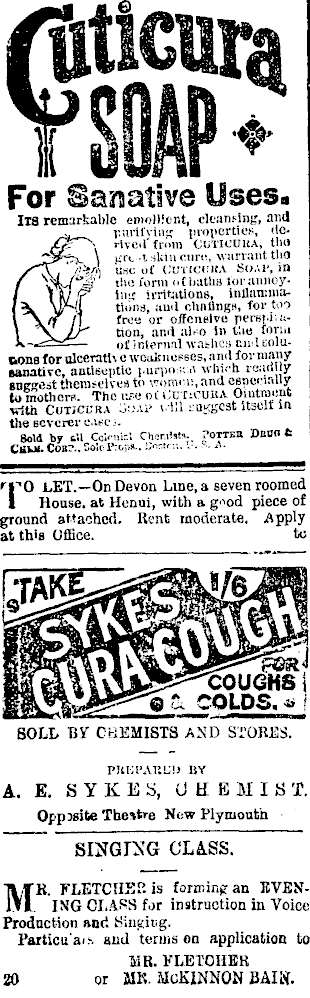 Cuticura
SOAP
For Sanative Uses.
ITS remarkable emollient, cleansing, and
purifying properties, de-
rived from CUTICURA, the
great skin cure, warrant the
use of CUTICURA SOAP, in
the form of baths for annoy-
ing irritations, inflamma-
tions, and chafings, for too
free or offensive perspira-
tion, and also in the form
of internal washes and solu-
tions for ulcerative weaknesses, and for many
sanative, antiseptic purposes which readily
suggest themselves to women, and especially
to mothers. The use of CUTICURA Ointment
with CUTICURA SOAP will suggest itself in
the severer cases.
Sold by all Colonial Chemists. POTTER DRUG &
CHEM. CORP., Sole Props., Boston, U. S. A.
TO LET.—On Devon Line, a seven roomed
House, at Henui, with a good piece of
ground attached. Rent moderate. Apply
at this Office. tc
TAKE 1/6
SYKES'
CURA COUGH
FOR
COUGHS
& COLDS.
SOLD BY CHEMISTS AND STORES.
PREPARED BY
A. E. SYKES, CHEMIST.
Opposite Theatre New Plymouth
SINGING CLASS.
MR. FLETCHER is forming an EVEN-
ING CLASS for instruction in Voice
Production and Singing.
Particulars and terms on application to
MR. FLETCHER
20 or MR. McKINNON BAIN.